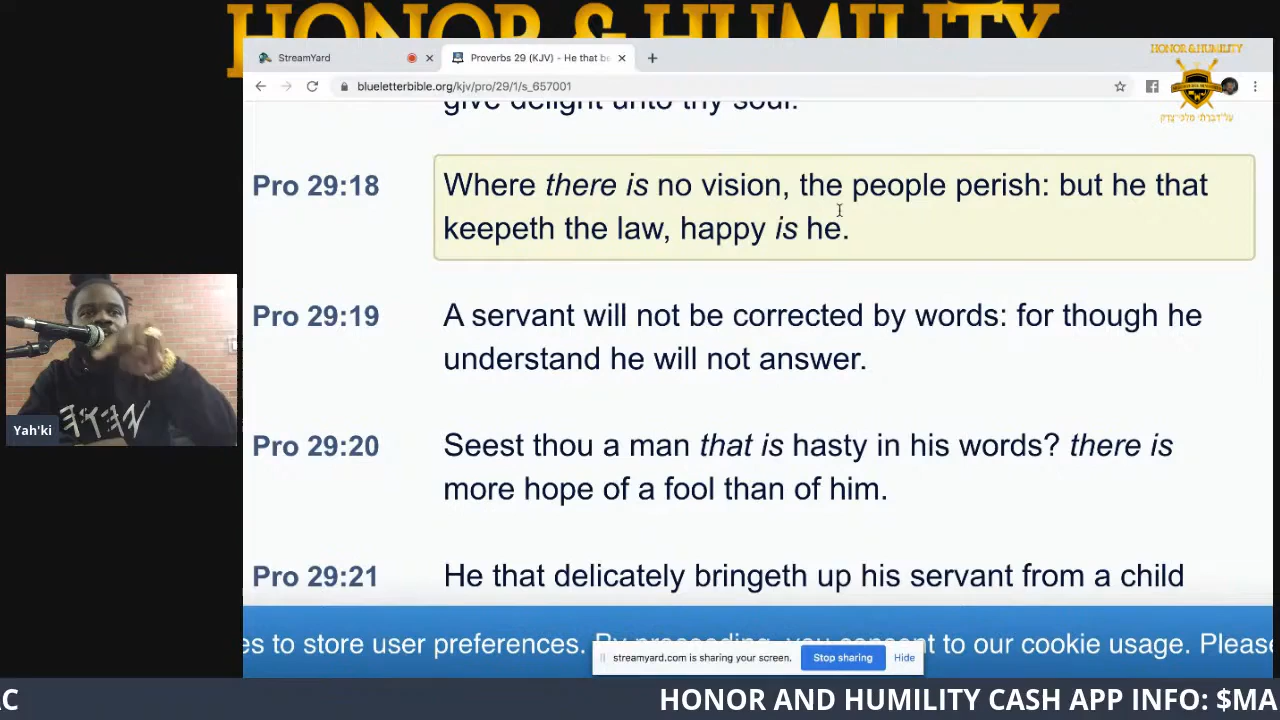 HONOR & HUMILITY
StreamYard
Proverbs 29 (KJV) - He that be
HONOR & HUMILITY
blueletterbible.org/kjv/pro/29/1/s_657001
give delight unto thy soul.
Pro 29:18
Where there is no vision, the people perish: but he that
keepeth the law, happy is he.
Pro 29:19
A servant will not be corrected by words: for though he
understand he will not answer.
Pro 29:20
Seest thou a man that is hasty in his words? there is
more hope of a fool than of him.
Pro 29:21
He that delicately bringeth up his servant from a child
Yah'ki
𐤉𐤄𐤅𐤄
es to store user preferences. By proceeding, you consent to our cookie usage. Please
streamyard.com is sharing your screen.
Stop sharing
Hide
AC
HONOR AND HUMILITY CASH APP INFO: $MA